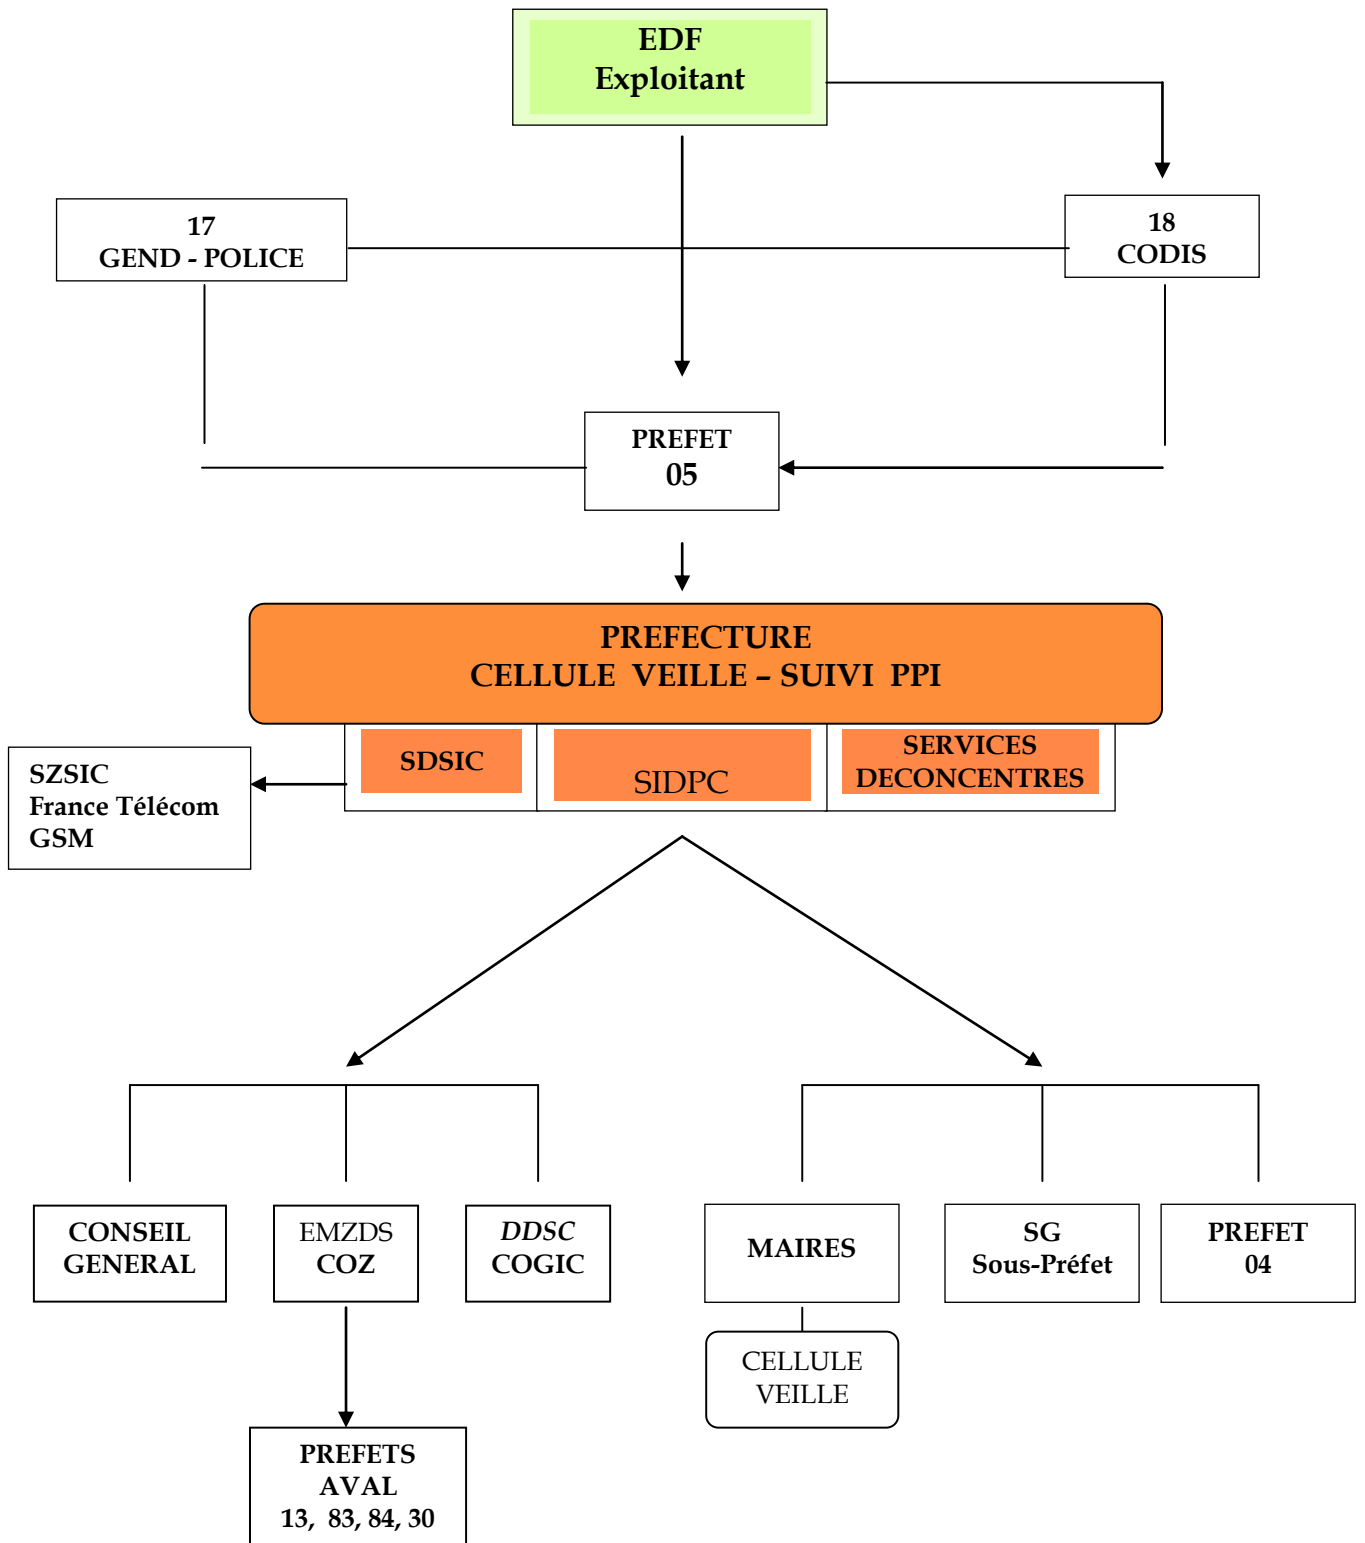 EDF
Exploitant
17
GEND - POLICE
18
CODIS
PREFET
05
PREFECTURE
CELLULE VEILLE – SUIVI PPI
SDSIC
SIDPC
SERVICES
DECONCENTRES
SZSIC
France Télécom
GSM
CONSEIL
GENERAL
EMZDS
COZ
DDSC
COGIC
MAIRES
SG
Sous-Préfet
PREFET
04
CELLULE
VEILLE
PREFETS
AVAL
13, 83, 84, 30